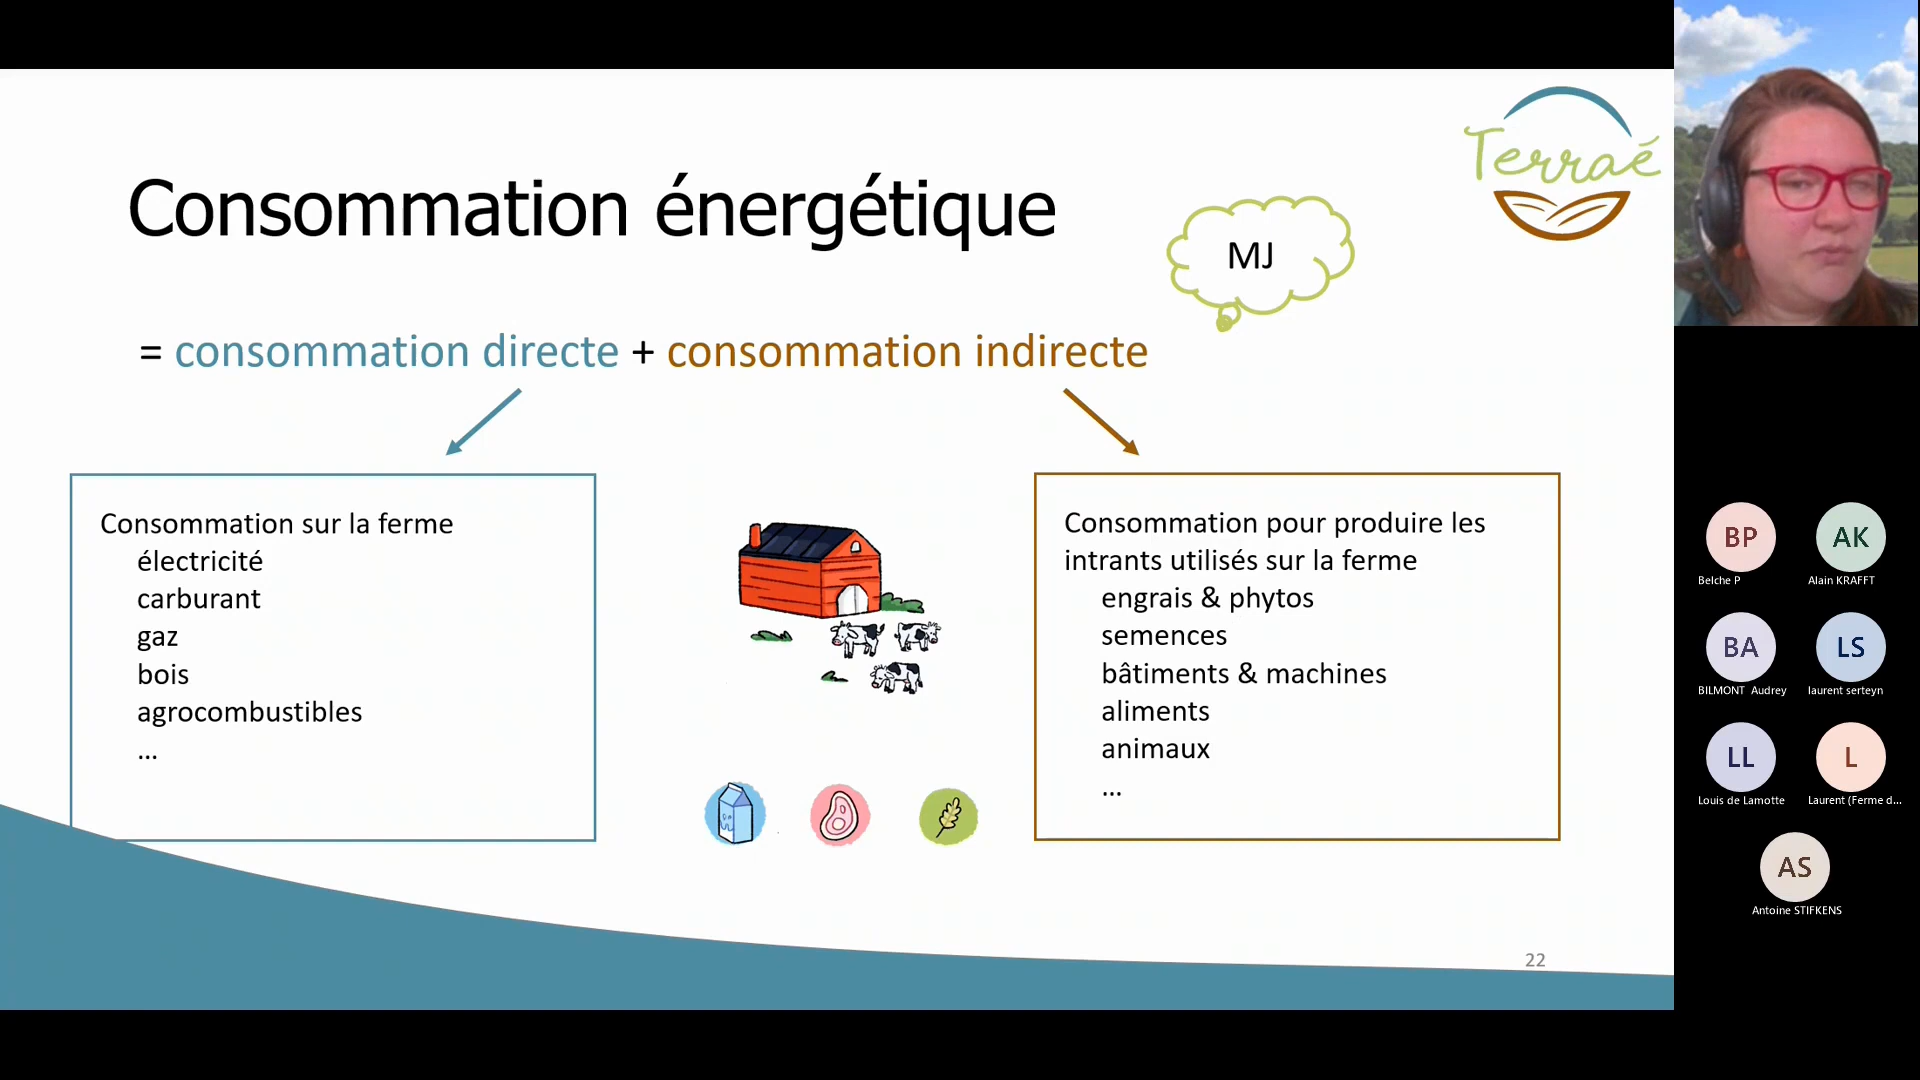 Terraé
Consommation énergétique
MJ
= consommation directe + consommation indirecte
Consommation sur la ferme
électricité
carburant
gaz
bois
agrocombustibles
...
Consommation pour produire les
intrants utilisés sur la ferme
engrais & phytos
semences
bâtiments & machines
aliments
animaux
...
22
BP
Belche P
AK
Alain KRAFFT
BA
BILMONT Audrey
LS
laurent serteyn
LL
Louis de Lamotte
L
Laurent (Ferme d...
AS
Antoine STIFKENS